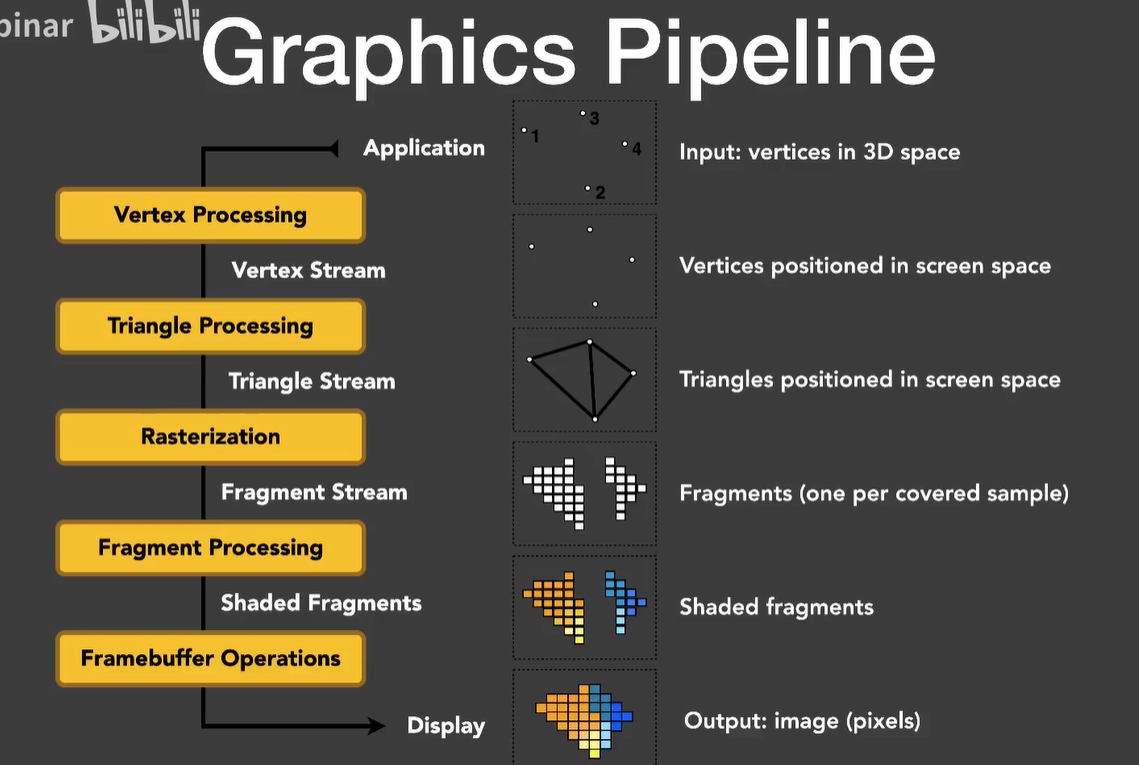 binar bilibili
Graphics Pipeline
Application
Vertex Processing
Vertex Stream
Triangle Processing
Triangle Stream
Rasterization
Fragment Stream
Fragment Processing
Shaded Fragments
Framebuffer Operations
Display
1
3
4
2
Input: vertices in 3D space
Vertices positioned in screen space
Triangles positioned in screen space
Fragments (one per covered sample)
Shaded fragments
Output: image (pixels)